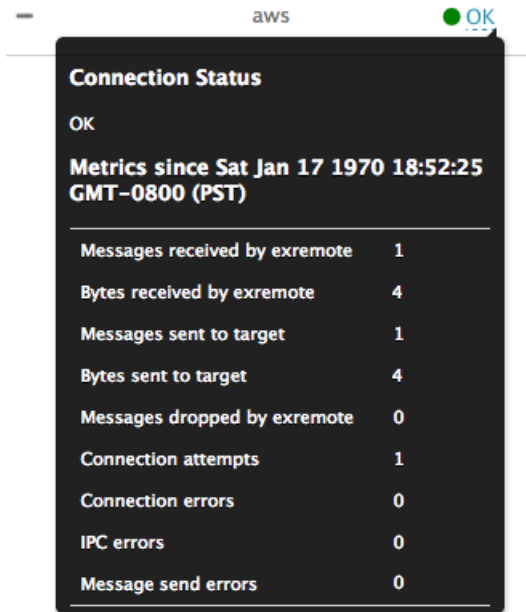 aws OK
Connection Status
OK
Metrics since Sat Jan 17 1970 18:52:25
GMT-0800 (PST)
Messages received by exremote 1
Bytes received by exremote 4
Messages sent to target 1
Bytes sent to target 4
Messages dropped by exremote 0
Connection attempts 1
Connection errors 0
IPC errors 0
Message send errors 0